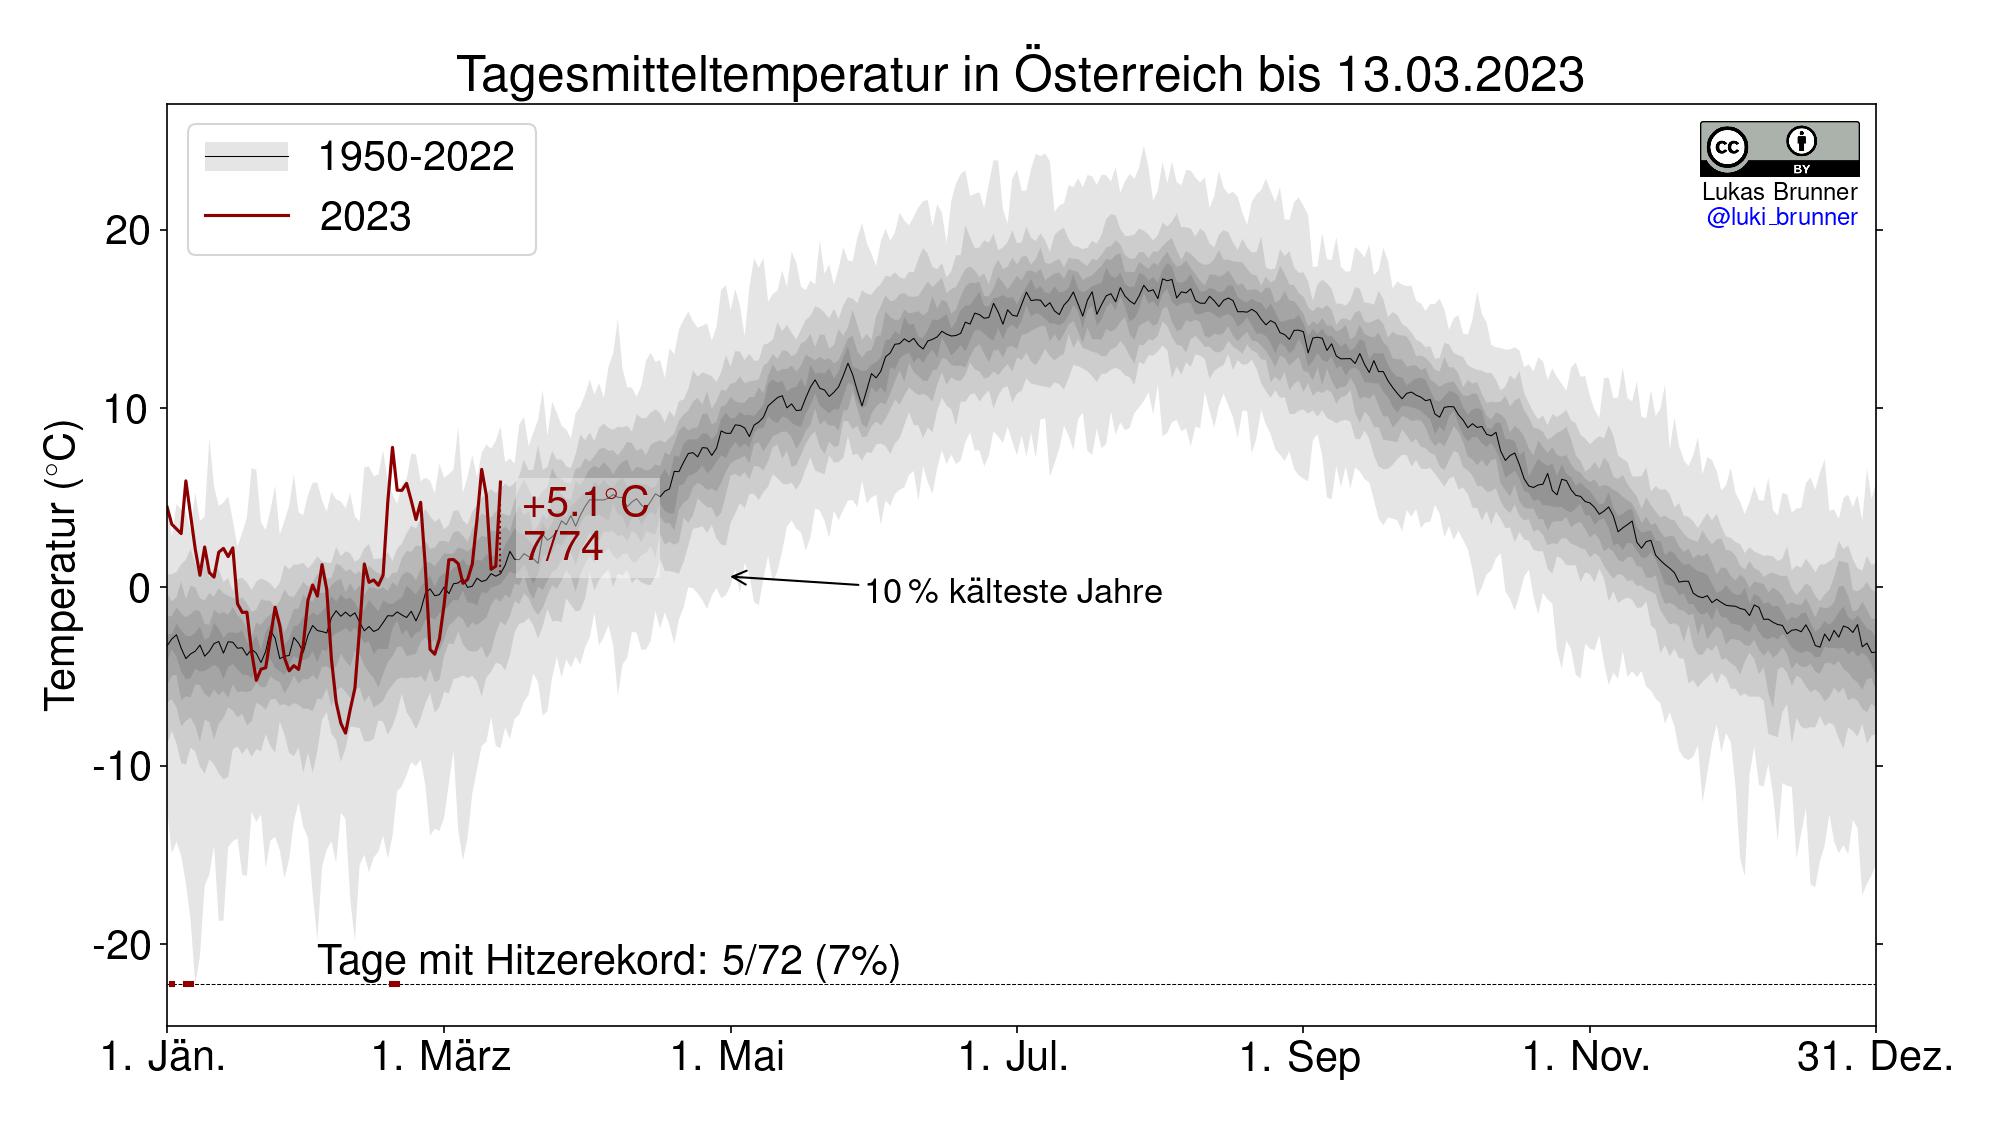 Tagesmitteltemperatur in Österreich bis 13.03.2023
1950-2022
2023
cc
BY
Lukas Brunner
@luki_brunner
Temperatur (°C)
20
10
0
-10
-20
+5.1°C
7/74
10 % kälteste Jahre
Tage mit Hitzerekord: 5/72 (7%)
1. Jän.
1. März
1. Mai
1. Jul.
1. Sep
1. Nov.
31. Dez.